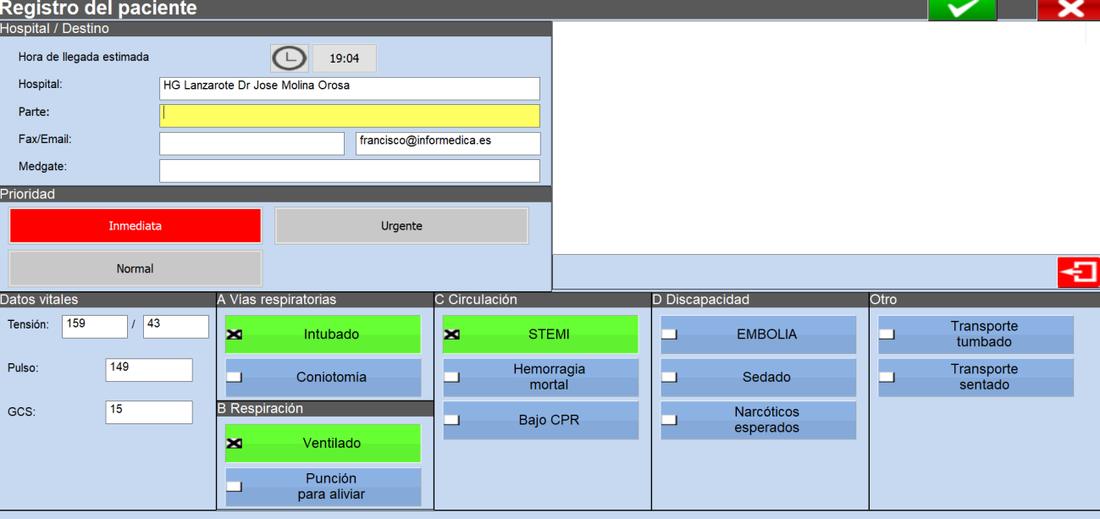 Registro del paciente
Hospital / Destino
Hora de llegada estimada
19:04
Hospital:
HG Lanzarote Dr Jose Molina Orosa
Parte:
Fax/Email:
francisco@informedica.es
Medgate:
Prioridad
Inmediata
Urgente
Normal
Datos vitales
Tensión:
159
/
43
Pulso:
149
GCS:
15
A Vias respiratorias
Intubado
Coniotomia
B Respiración
Ventilado
Punción
para aliviar
C Circulación
STEMI
Hemorragia
mortal
Bajo CPR
D Discapacidad
EMBOLIA
Sedado
Narcóticos
esperados
Otro
Transporte
tumbado
Transporte
sentado